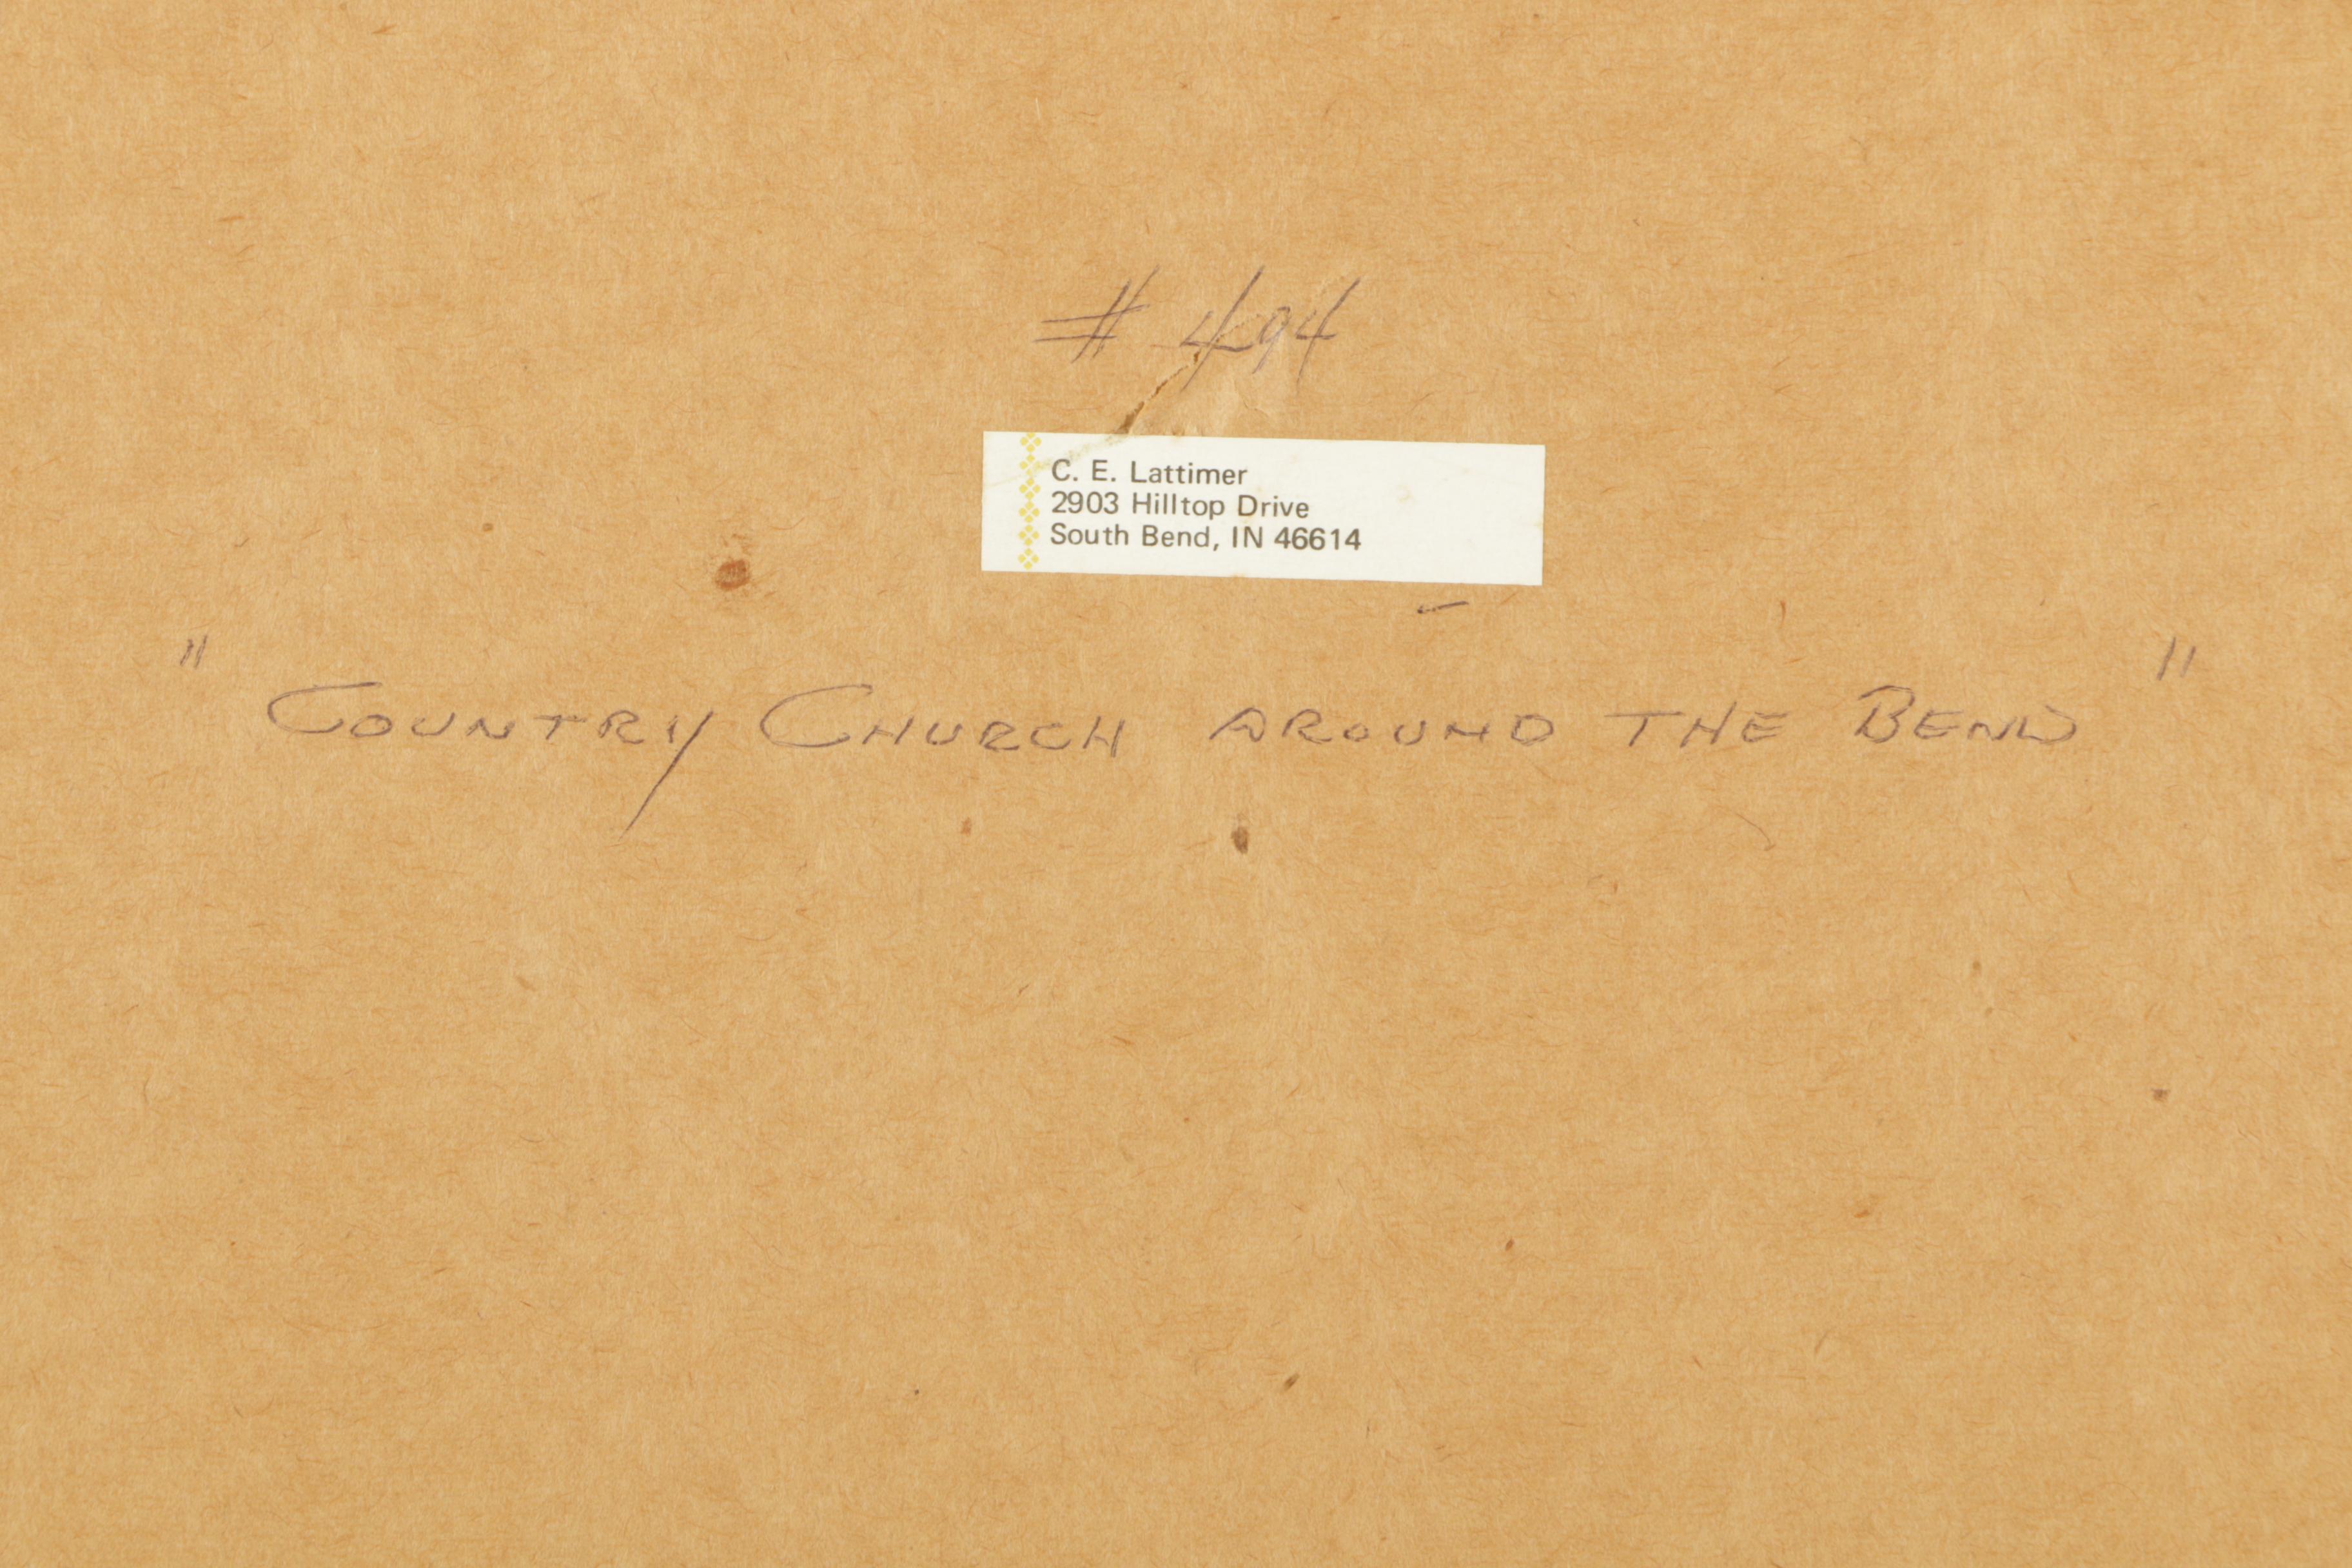 # 494
C. E. Lattimer
2903 Hilltop Drive
South Bend, IN 46614
" COUNTRY CHURCH AROUND THE BEND "